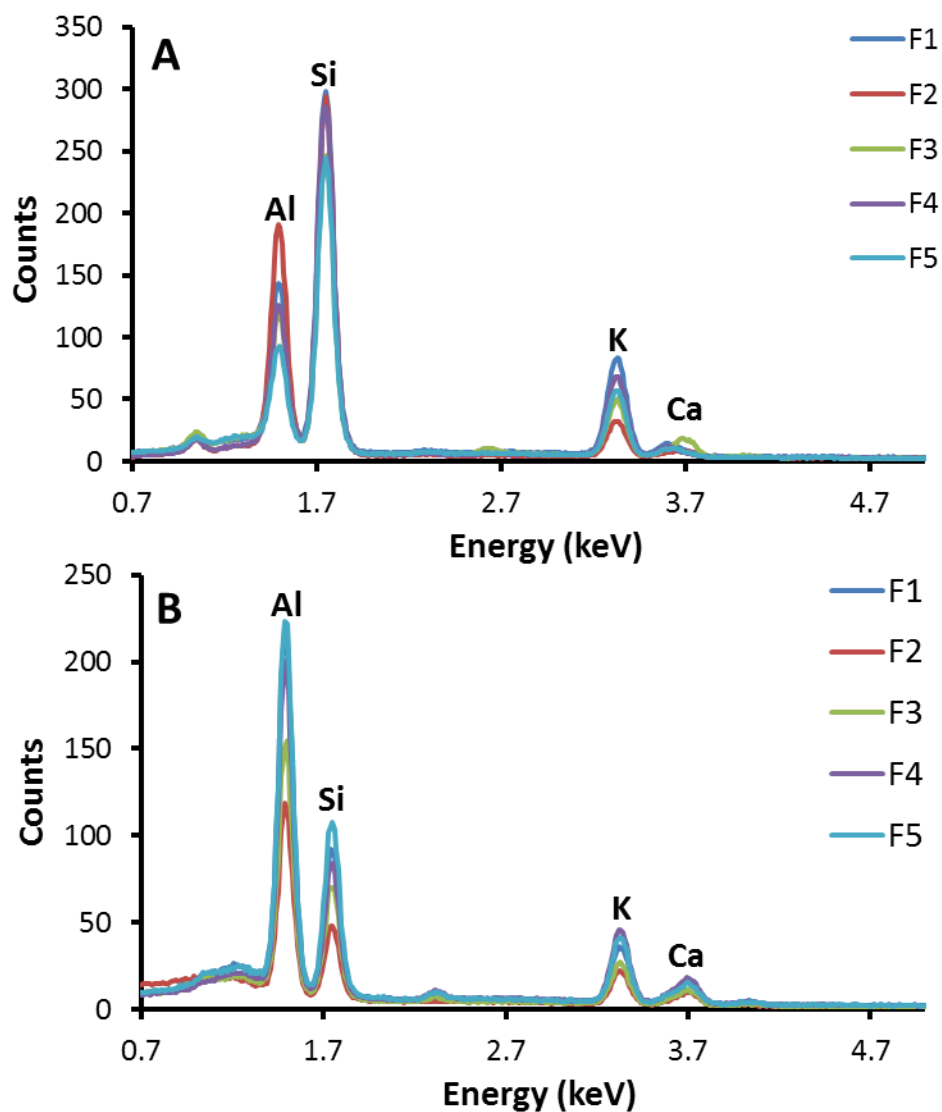 A
350
300
250
200
150
100
50
0
Counts
Al
Si
K
Ca
F1
F2
F3
F4
F5
0.7 1.7 2.7 3.7 4.7
Energy (keV)
B
250
200
150
100
50
0
Counts
Al
Si
K
Ca
F1
F2
F3
F4
F5
0.7 1.7 2.7 3.7 4.7
Energy (keV)